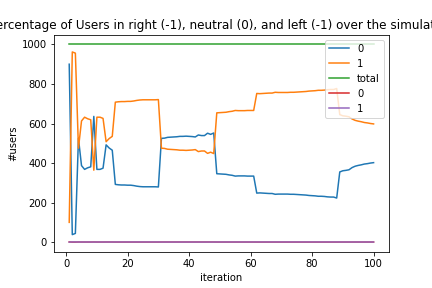 ercentage of Users in right (-1), neutral (0), and left (-1) over the simulat
#users
1000
800
600
400
200
0
0
1
total
0
1
0 20 40 60 80 100
iteration